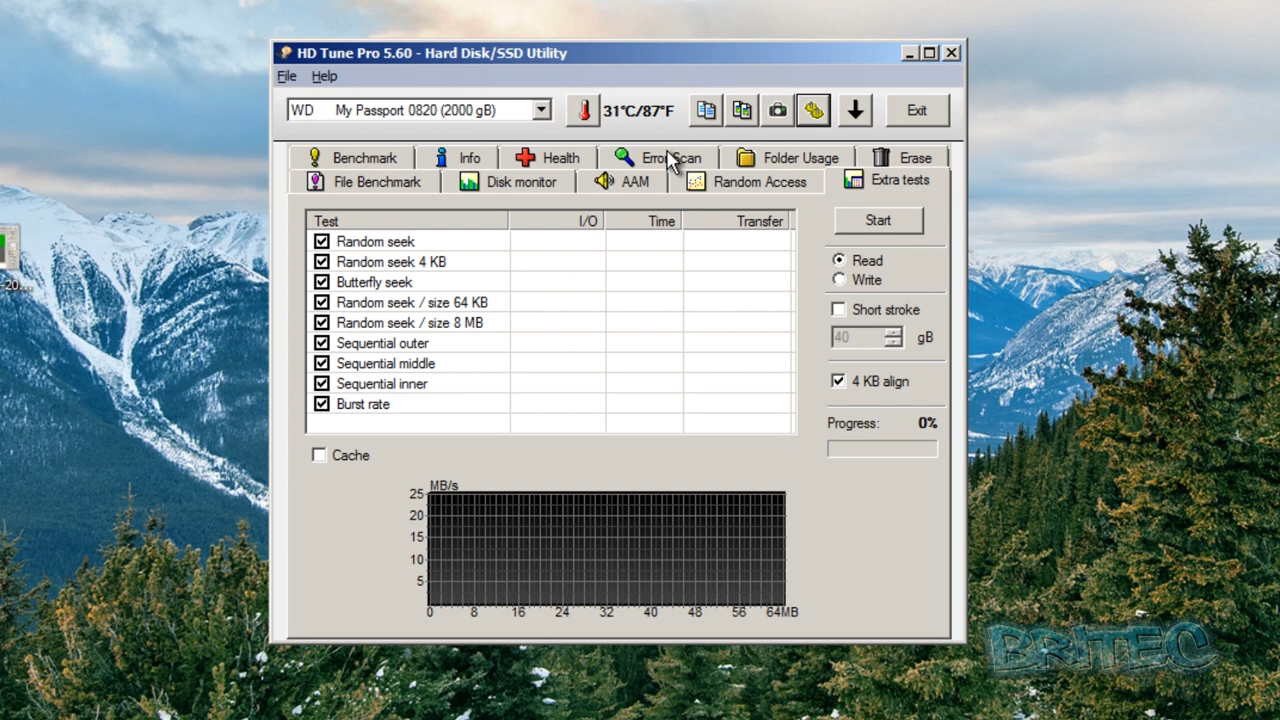 HD Tune Pro 5.60 - Hard Disk/SSD Utility
File Help
WD My Passport 0820 (2000 gB) 31°C/87°F Exit
Benchmark Info Health Error Scan Folder Usage Erase
File Benchmark Disk monitor AAM Random Access Extra tests
Test I/O Time Transfer
Random seek
Random seek 4 KB
Butterfly seek
Random seek / size 64 KB
Random seek / size 8 MB
Sequential outer
Sequential middle
Sequential inner
Burst rate
Cache
Start
Read
Write
Short stroke
40 gB
4 KB align
Progress: 0%
MB/s
25
20
15
10
5
0 8 16 24 32 40 48 56 64MB
-20...
BRITEC